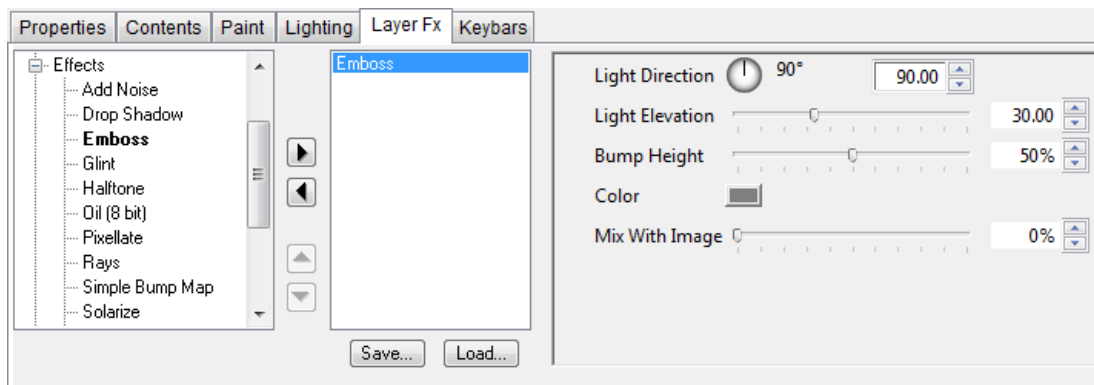 Properties Contents Paint Lighting Layer Fx Keybars
Effects
Add Noise
Drop Shadow
Emboss
Glint
Halftone
Oil (8 bit)
Pixellate
Rays
Simple Bump Map
Solarize
Emboss
Save... Load...
Light Direction 90° 90.00
Light Elevation 30.00
Bump Height 50%
Color
Mix With Image 0%